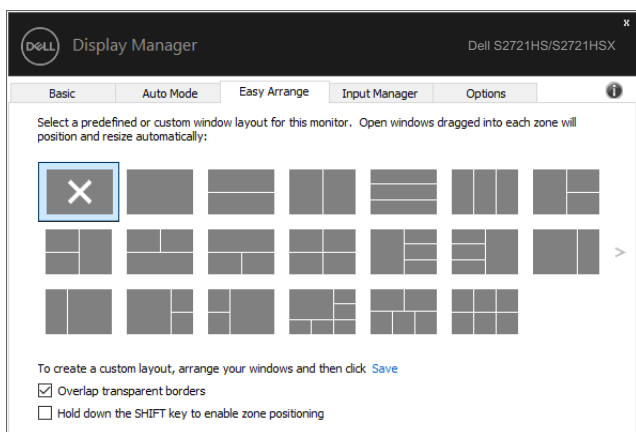 x
DELL Display Manager Dell S2721HS/S2721HSX
Basic Auto Mode Easy Arrange Input Manager Options i
Select a predefined or custom window layout for this monitor. Open windows dragged into each zone will
position and resize automatically:
>
To create a custom layout, arrange your windows and then click Save
Overlap transparent borders
Hold down the SHIFT key to enable zone positioning